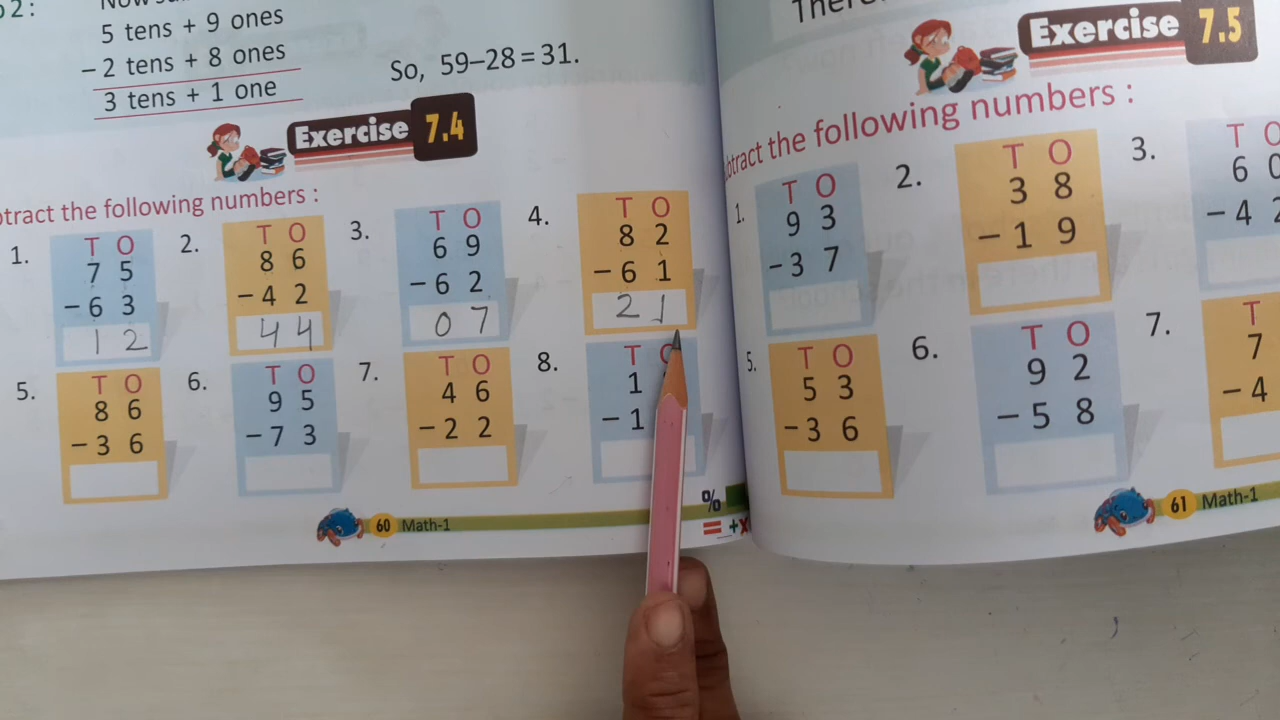 2:
5 tens + 9 ones
– 2 tens + 8 ones
3 tens + 1 one
So, 59–28 = 31.
Exercise 7.4
the following numbers :
1.
T O
7 5
– 6 3
1 2
2.
T O
8 6
– 4 2
4 4
3.
T O
6 9
– 6 2
0 7
4.
T O
8 2
– 6 1
2 1
5.
T O
8 6
– 3 6
6.
T O
9 5
– 7 3
7.
T O
4 6
– 2 2
8.
T O
1
– 1
60 Math-1
% = + x
Exercise 7.5
the following numbers :
1.
T O
9 3
– 3 7
2.
T O
3 8
– 1 9
3.
T O
6 0
– 4 2
5.
T O
5 3
– 3 6
6.
T O
9 2
– 5 8
7.
T
7
– 4
61 Math-1